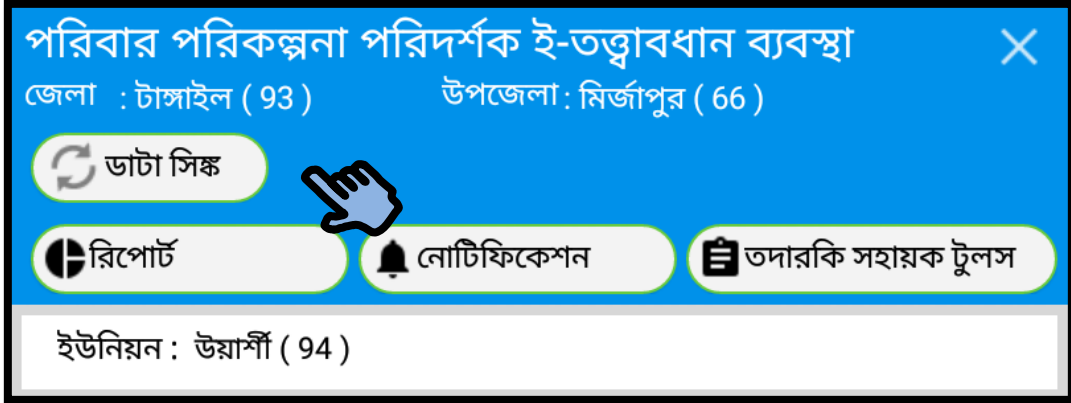 পরিবার পরিকল্পনা পরিদর্শক ই-তত্ত্বাবধান ব্যবস্থা
জেলা : টাঙ্গাইল ( 93 ) উপজেলা : মির্জাপুর ( 66 )
ডাটা সিঙ্ক
রিপোর্ট নোটিফিকেশন তদারকি সহায়ক টুলস
ইউনিয়ন : উয়ার্শী ( 94 )